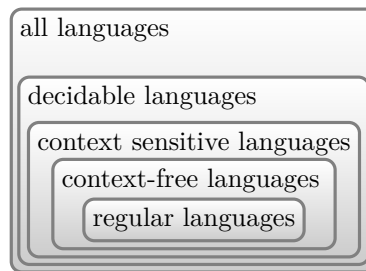 all languages
decidable languages
context sensitive languages
context-free languages
regular languages